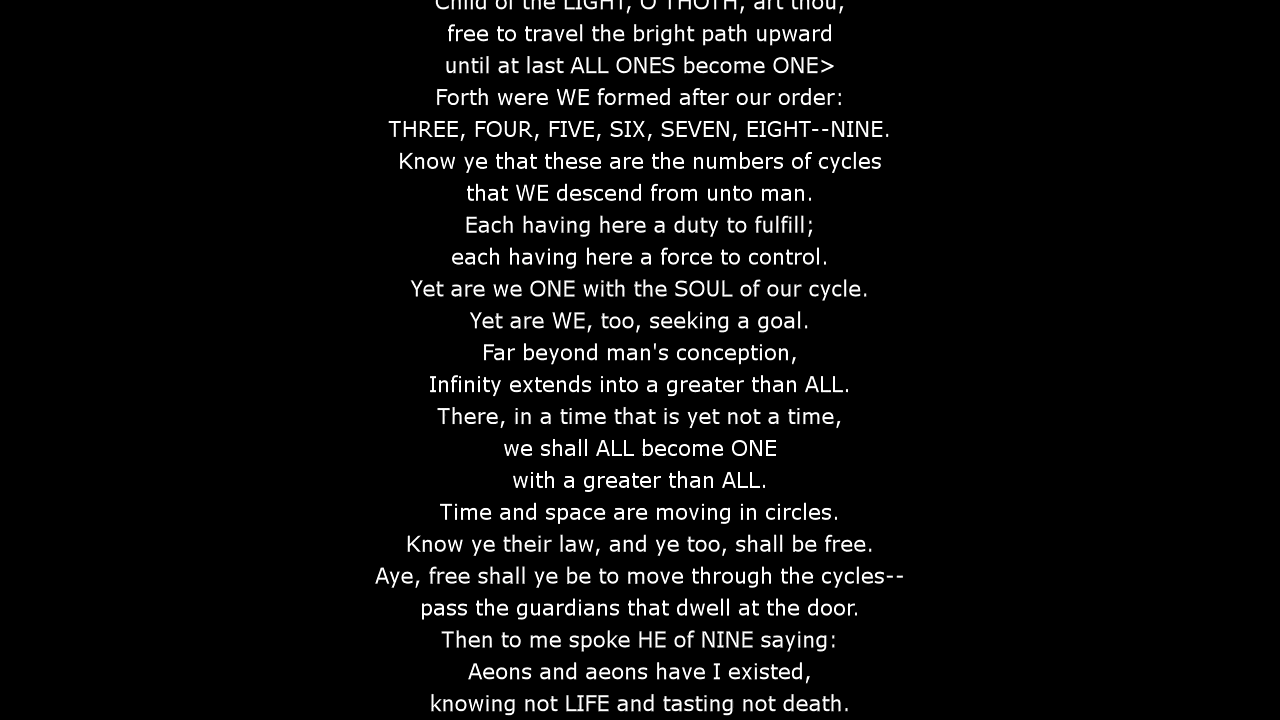 Child of the LIGHT, O THOTH, art thou,
free to travel the bright path upward
until at last ALL ONES become ONE>
Forth were WE formed after our order:
THREE, FOUR, FIVE, SIX, SEVEN, EIGHT--NINE.
Know ye that these are the numbers of cycles
that WE descend from unto man.
Each having here a duty to fulfill;
each having here a force to control.
Yet are we ONE with the SOUL of our cycle.
Yet are WE, too, seeking a goal.
Far beyond man's conception,
Infinity extends into a greater than ALL.
There, in a time that is yet not a time,
we shall ALL become ONE
with a greater than ALL.
Time and space are moving in circles.
Know ye their law, and ye too, shall be free.
Aye, free shall ye be to move through the cycles--
pass the guardians that dwell at the door.
Then to me spoke HE of NINE saying:
Aeons and aeons have I existed,
knowing not LIFE and tasting not death.